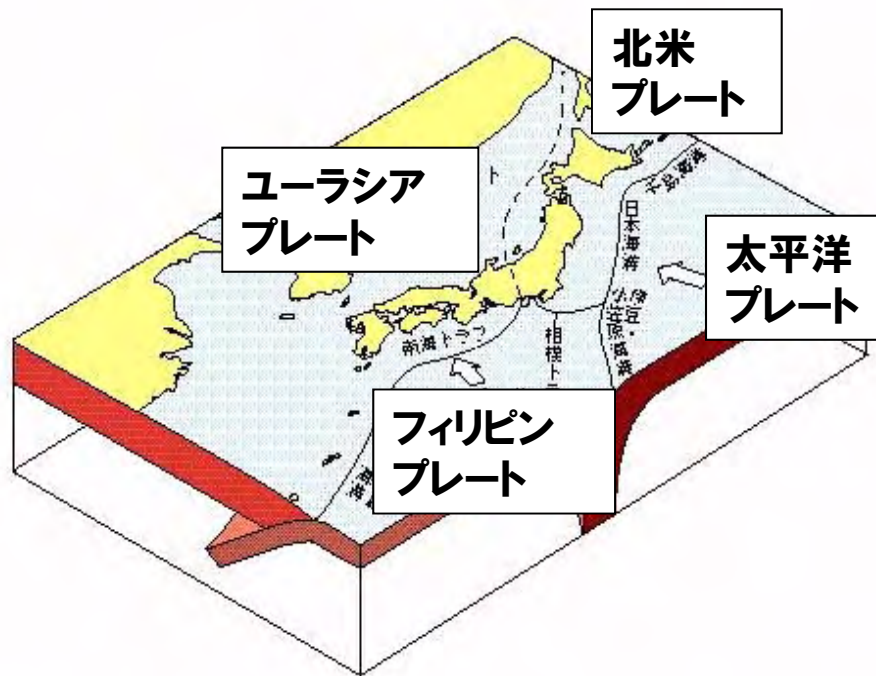 北米
プレート
ユーラシア
プレート
ト
千島海溝
日本海溝
太平洋
プレート
伊豆・
小笠原海溝
南海トラフ
相模ト
フィリピン
プレート